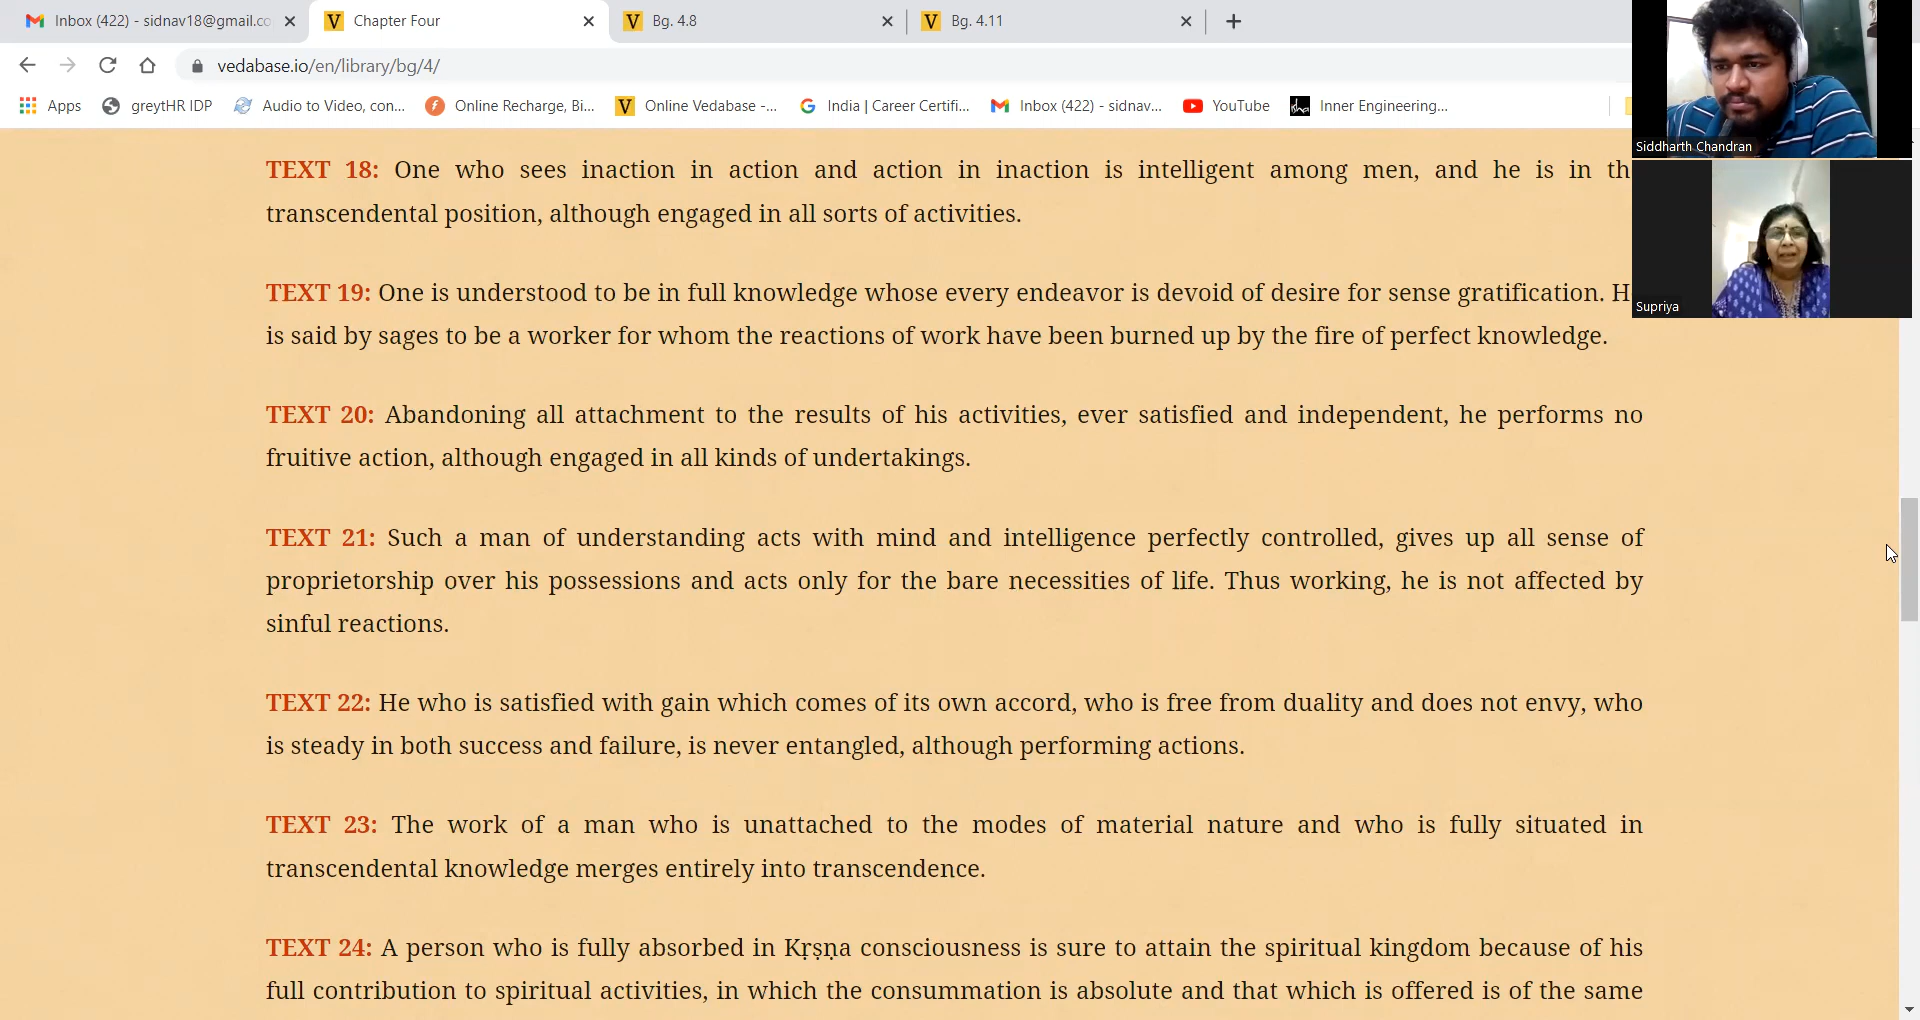 Inbox (422) - sidnav18@gmail.co
Chapter Four
Bg. 4.8
Bg. 4.11
vedabase.io/en/library/bg/4/
Apps
greytHR IDP
Audio to Video, con...
Online Recharge, Bi...
Online Vedabase -...
India | Career Certifi...
Inbox (422) - sidnav...
YouTube
Inner Engineering...
Siddharth Chandran
Supriya
TEXT 18: One who sees inaction in action and action in inaction is intelligent among men, and he is in th
transcendental position, although engaged in all sorts of activities.
TEXT 19: One is understood to be in full knowledge whose every endeavor is devoid of desire for sense gratification. H
is said by sages to be a worker for whom the reactions of work have been burned up by the fire of perfect knowledge.
TEXT 20: Abandoning all attachment to the results of his activities, ever satisfied and independent, he performs no
fruitive action, although engaged in all kinds of undertakings.
TEXT 21: Such a man of understanding acts with mind and intelligence perfectly controlled, gives up all sense of
proprietorship over his possessions and acts only for the bare necessities of life. Thus working, he is not affected by
sinful reactions.
TEXT 22: He who is satisfied with gain which comes of its own accord, who is free from duality and does not envy, who
is steady in both success and failure, is never entangled, although performing actions.
TEXT 23: The work of a man who is unattached to the modes of material nature and who is fully situated in
transcendental knowledge merges entirely into transcendence.
TEXT 24: A person who is fully absorbed in Kṛṣṇa consciousness is sure to attain the spiritual kingdom because of his
full contribution to spiritual activities, in which the consummation is absolute and that which is offered is of the same